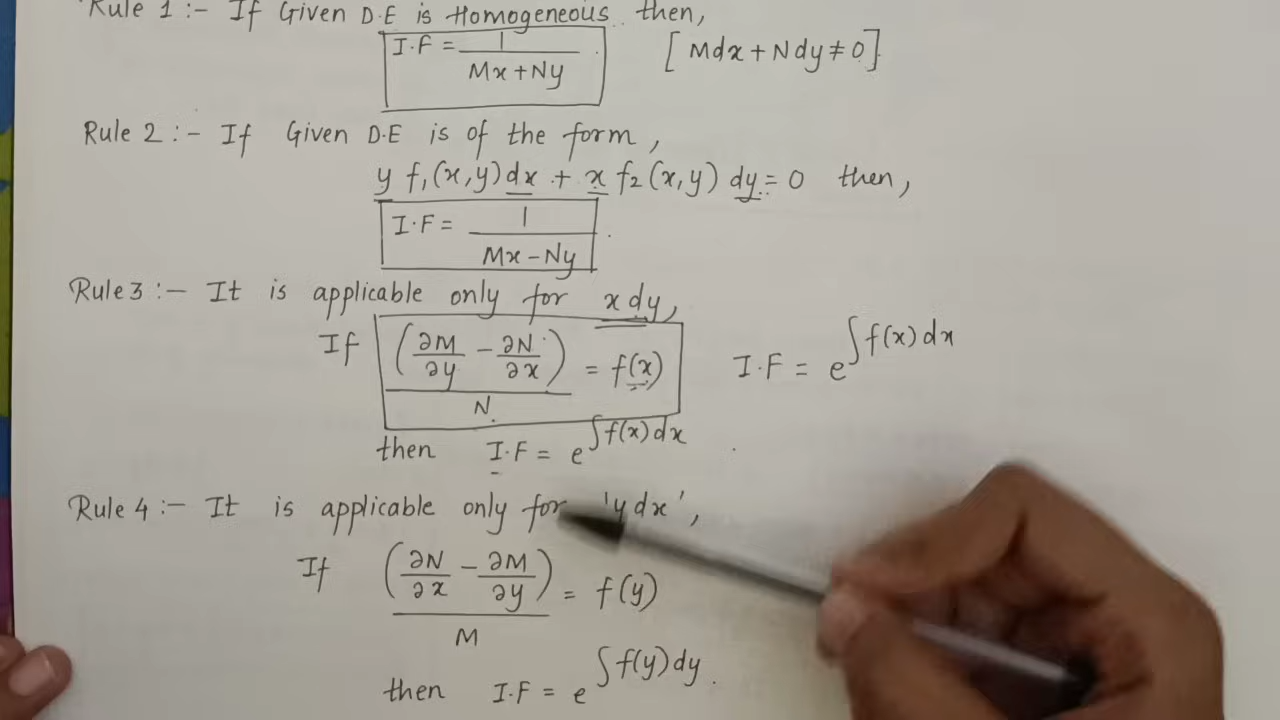 Rule 1 :- If Given D.E is Homogeneous then,
I.F = 1/(Mx + Ny) [Mdx + Ndy ≠ 0]
Rule 2 :- If Given D.E is of the form,
y f₁(x,y) dx + x f₂(x,y) dy = 0 then,
I.F = 1/(Mx - Ny).
Rule 3 :- It is applicable only for x dy,
If (∂M/∂y - ∂N/∂x)/N = f(x) I.F = e^∫f(x)dx
then I.F = e^∫f(x)dx
Rule 4 :- It is applicable only for 'y dx',
If (∂N/∂x - ∂M/∂y)/M = f(y)
then I.F = e^∫f(y)dy.